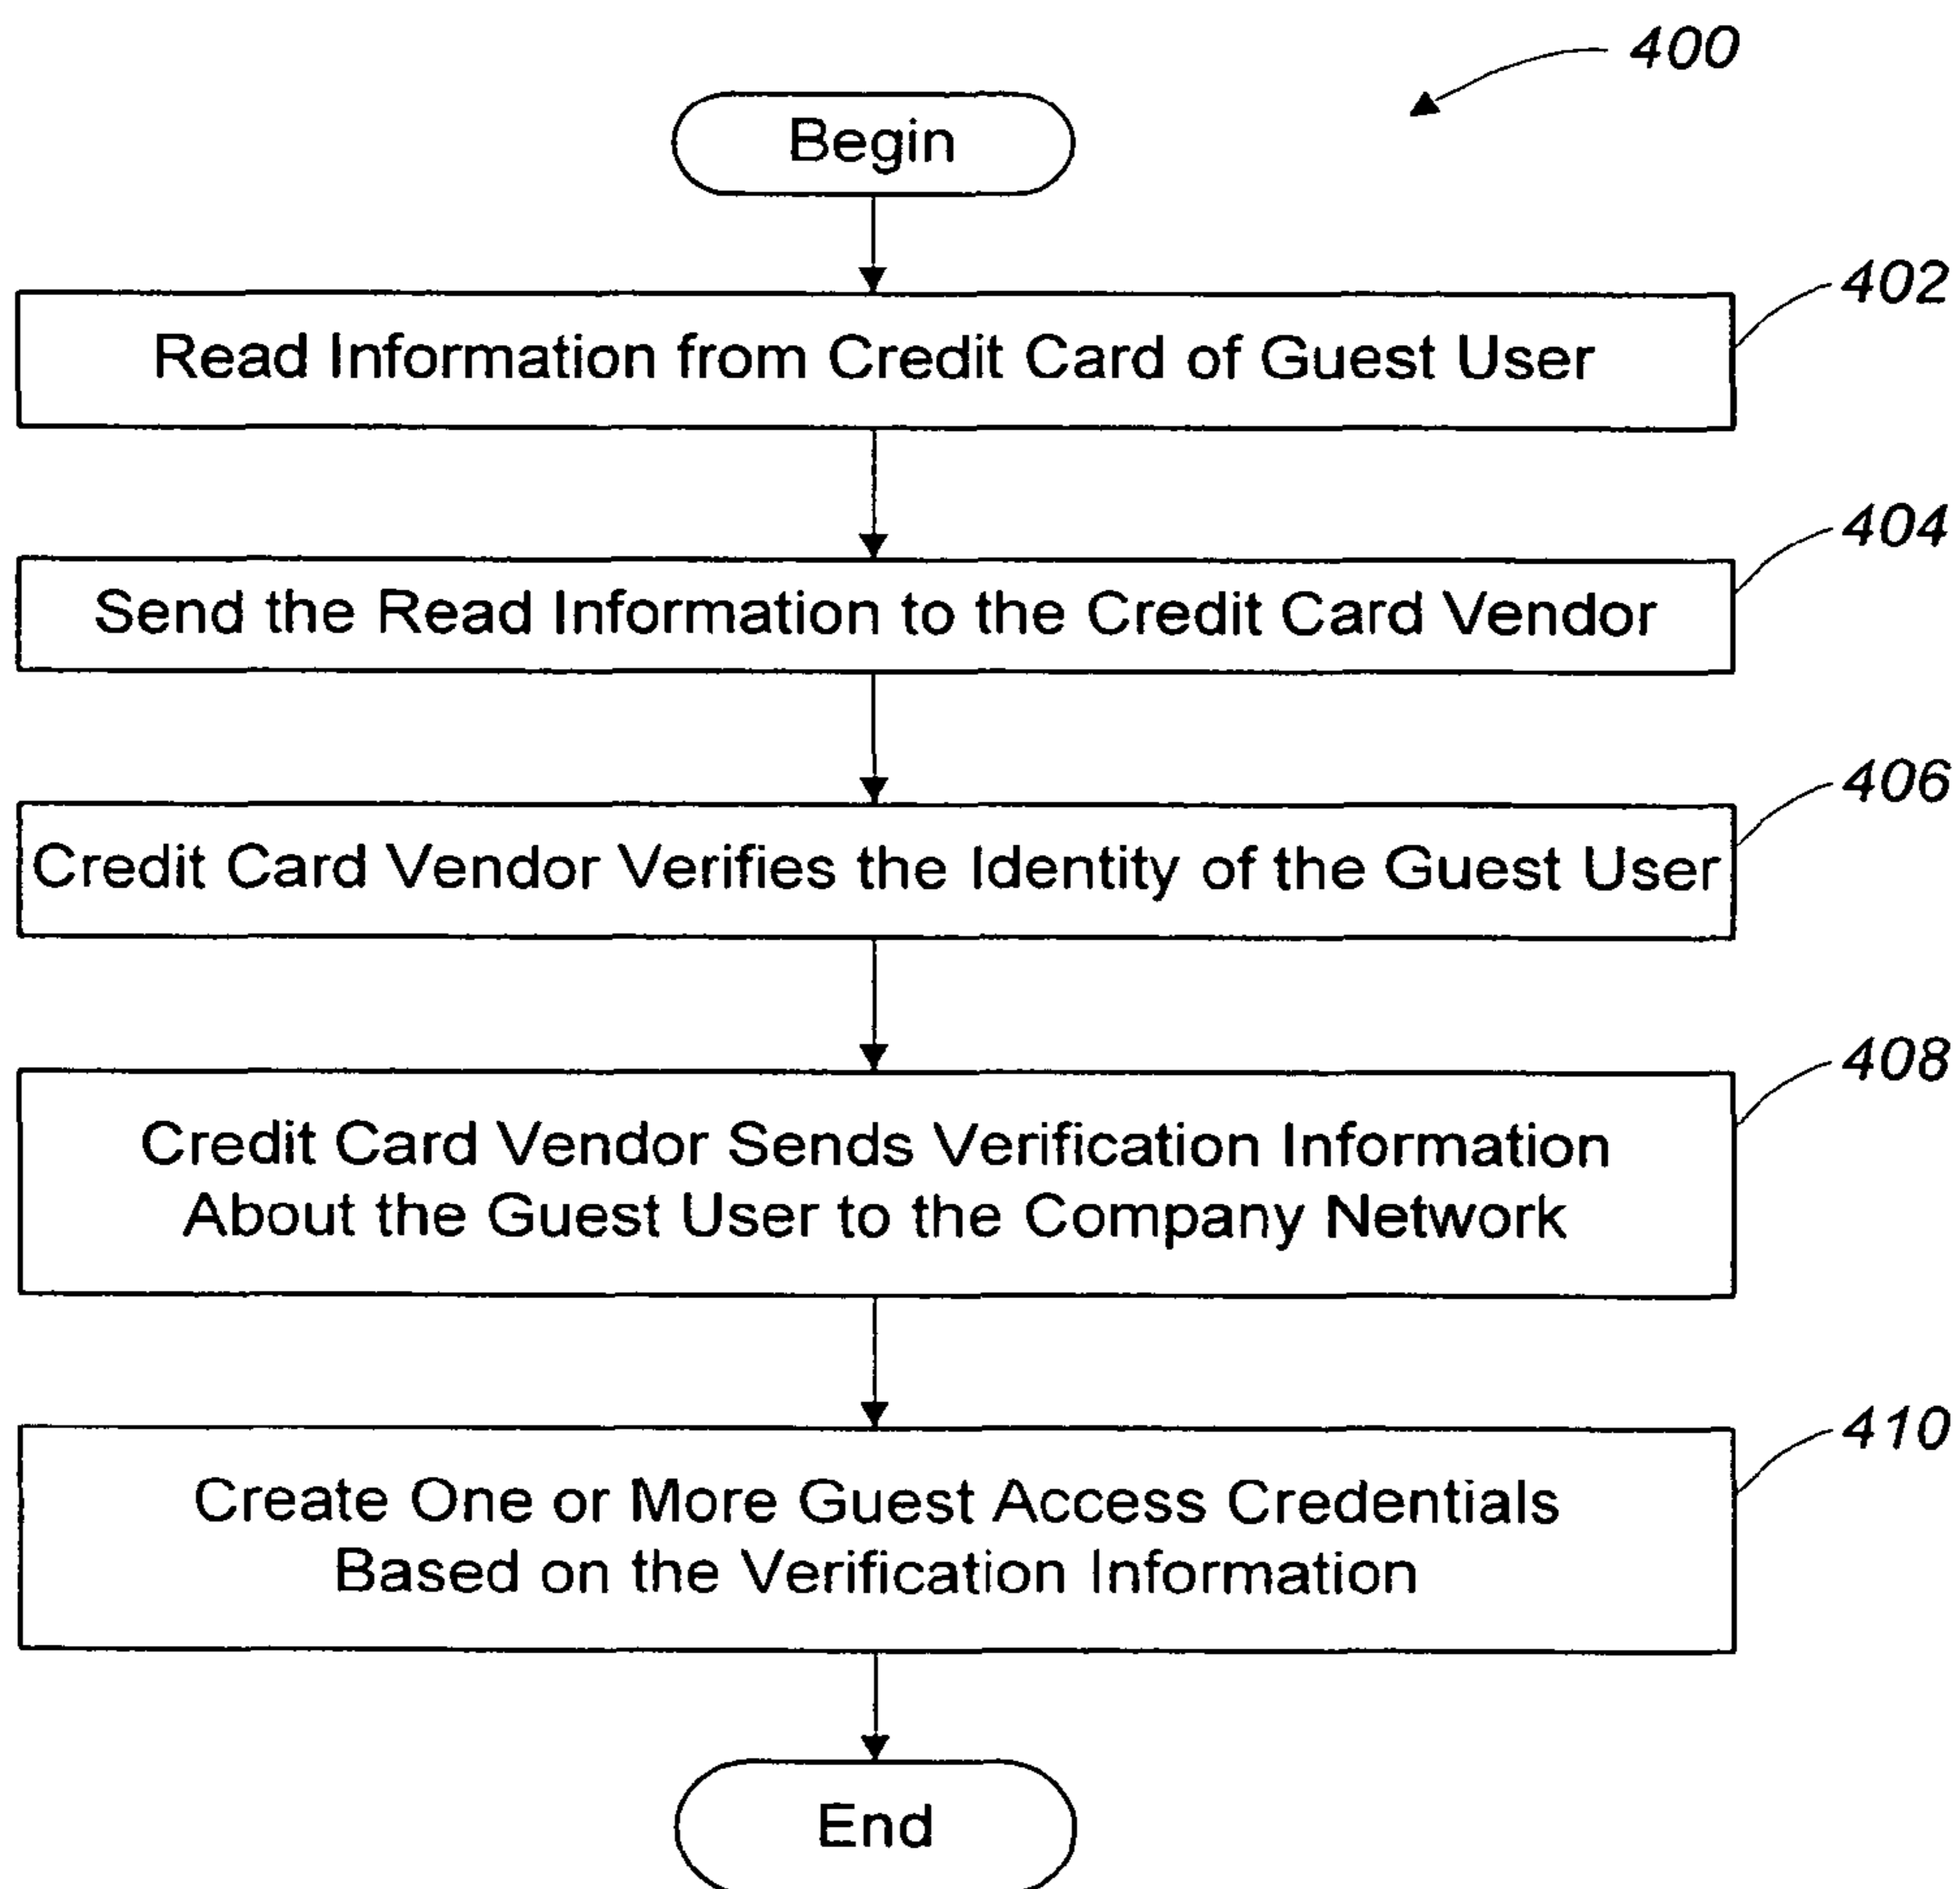 400
Begin
402
Read Information from Credit Card of Guest User
404
Send the Read Information to the Credit Card Vendor
406
Credit Card Vendor Verifies the Identity of the Guest User
408
Credit Card Vendor Sends Verification Information
About the Guest User to the Company Network
410
Create One or More Guest Access Credentials
Based on the Verification Information
End